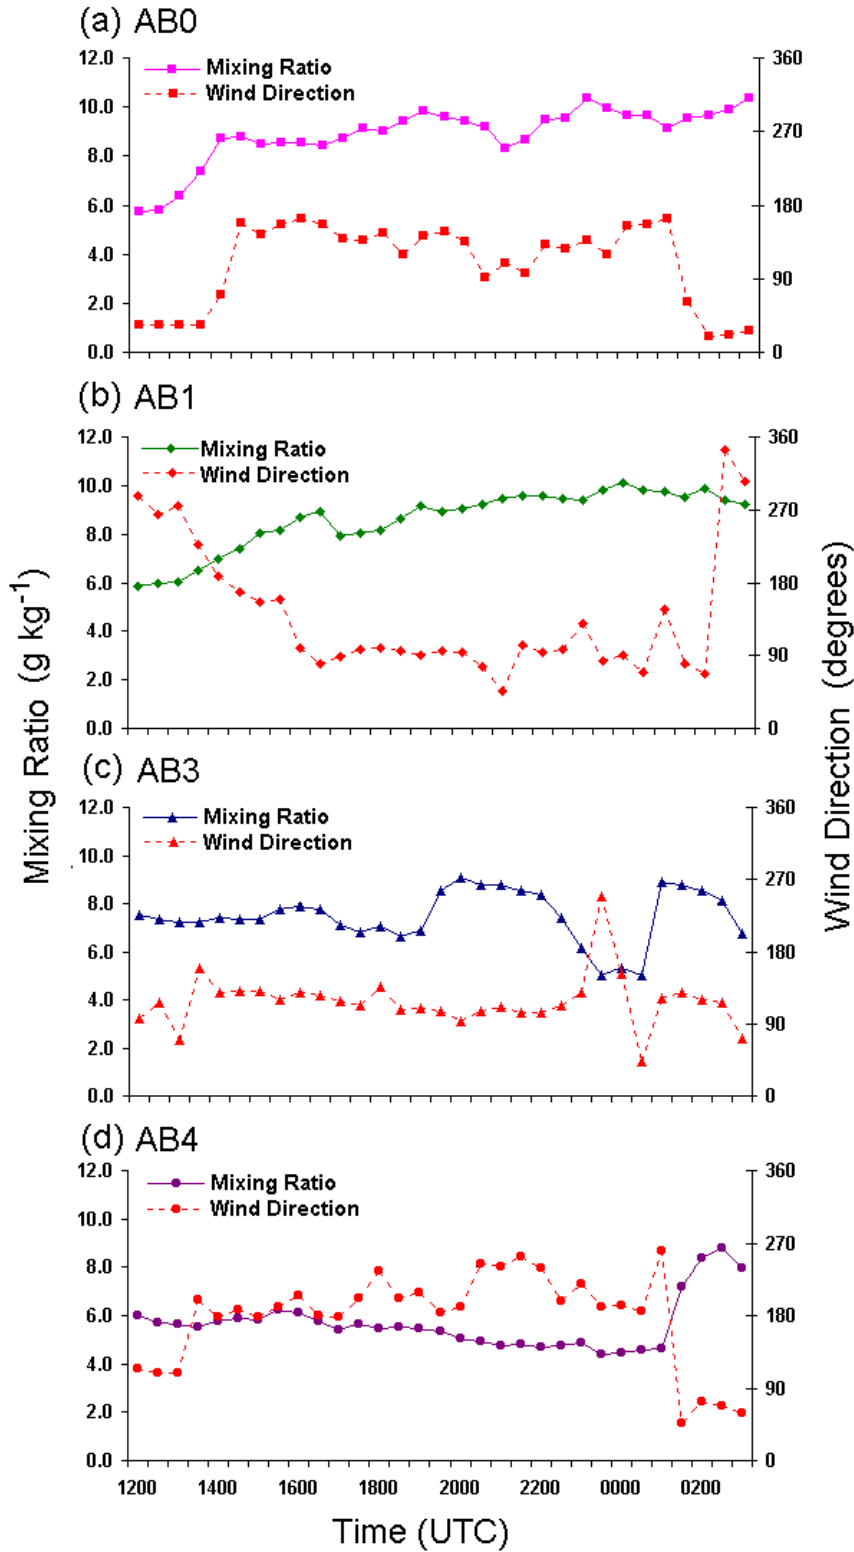 (a) AB0
12.0 360
Mixing Ratio
Wind Direction
10.0
270
8.0
6.0 180
4.0
90
2.0
0.0 0
(b) AB1
12.0 360
Mixing Ratio
Wind Direction
10.0
270
8.0
6.0 180
4.0
90
2.0
0.0 0
(c) AB3
12.0 360
Mixing Ratio
Wind Direction
10.0
270
8.0
6.0 180
4.0
90
2.0
0.0 0
(d) AB4
12.0 360
Mixing Ratio
Wind Direction
10.0
270
8.0
6.0 180
4.0
90
2.0
0.0 0
1200 1400 1600 1800 2000 2200 0000 0200
Time (UTC)
Mixing Ratio (g kg-1)
Wind Direction (degrees)